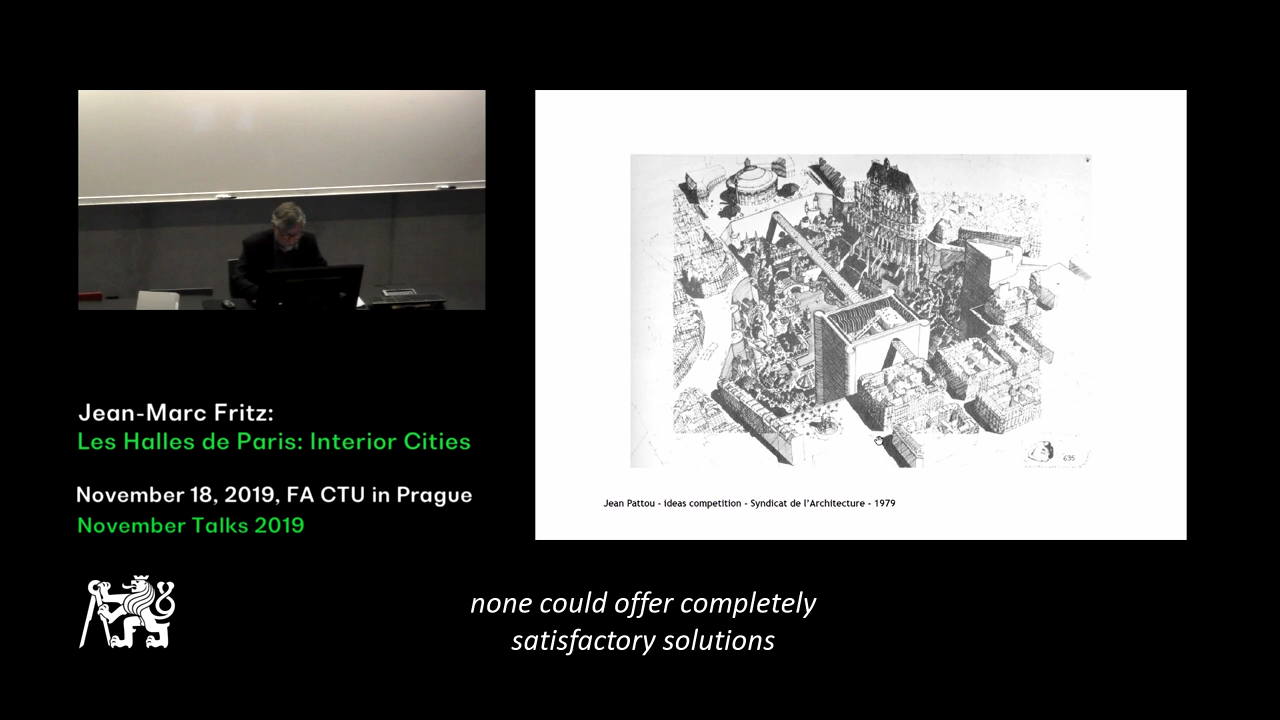 Jean-Marc Fritz:
Les Halles de Paris: Interior Cities
November 18, 2019, FA CTU in Prague
November Talks 2019
635
Jean Pattou - ideas competition - Syndicat de l'Architecture - 1979
none could offer completely
satisfactory solutions